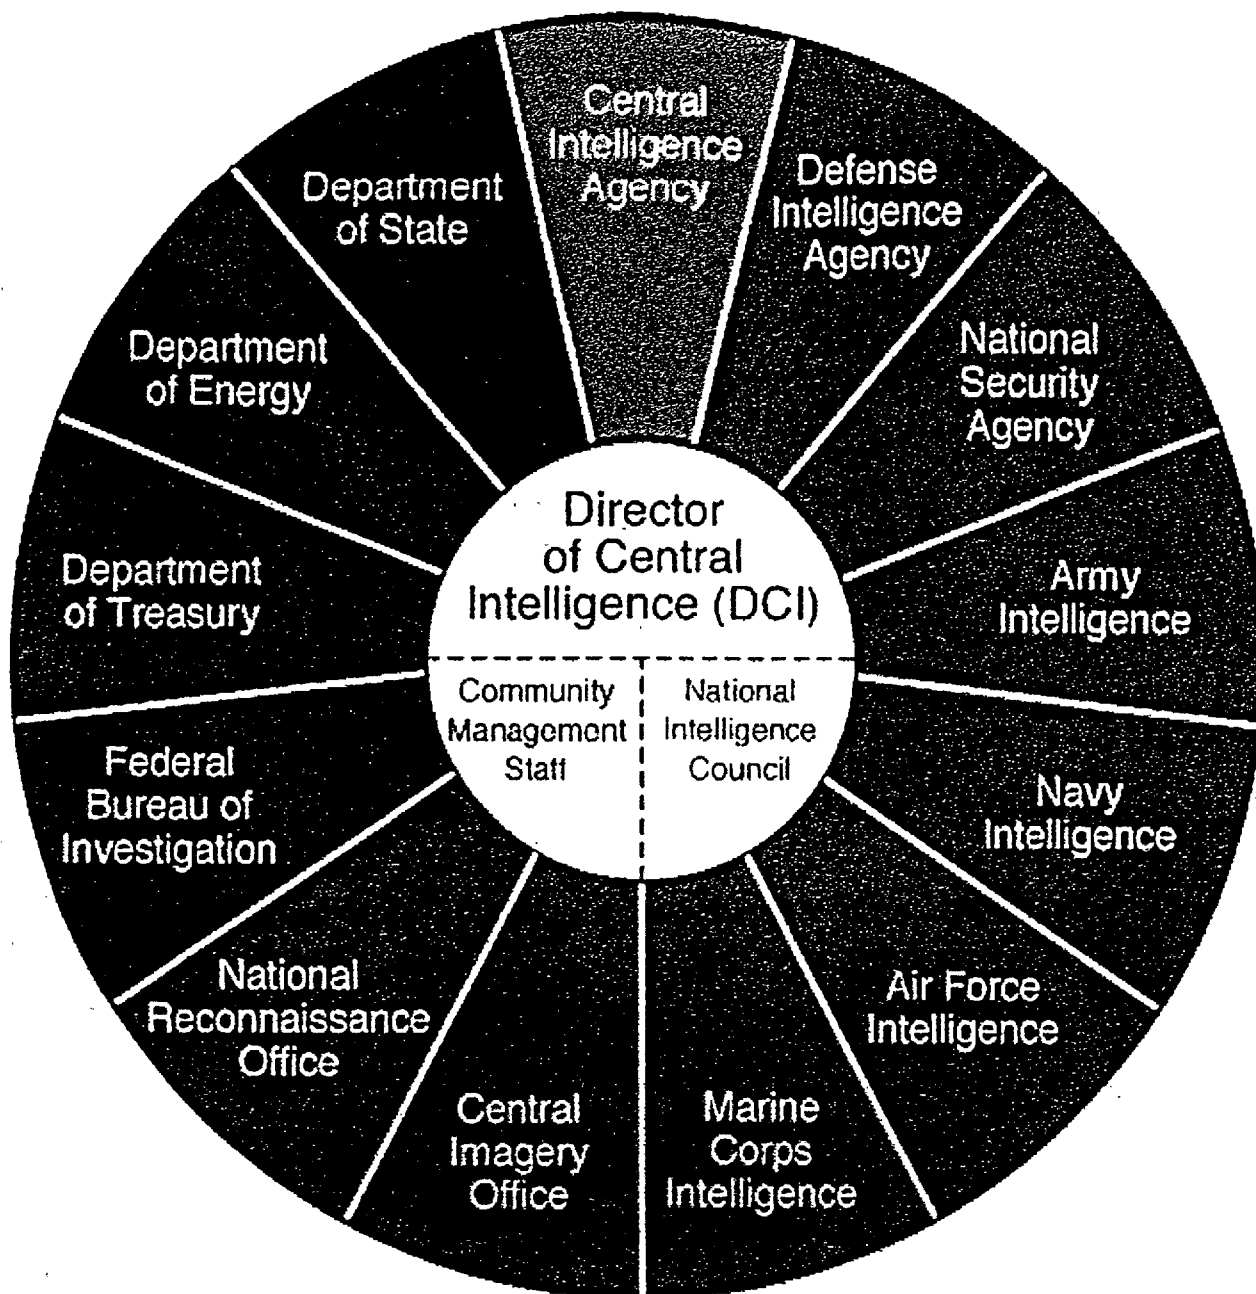 Central
Intelligence
Agency
Defense
Intelligence
Agency
National
Security
Agency
Army
Intelligence
Navy
Intelligence
Air Force
Intelligence
Marine
Corps
Intelligence
Central
Imagery
Office
National
Reconnaissance
Office
Federal
Bureau of
Investigation
Department
of Treasury
Department
of Energy
Department
of State
Director
of Central
Intelligence (DCI)
Community
Management
Staff
National
Intelligence
Council